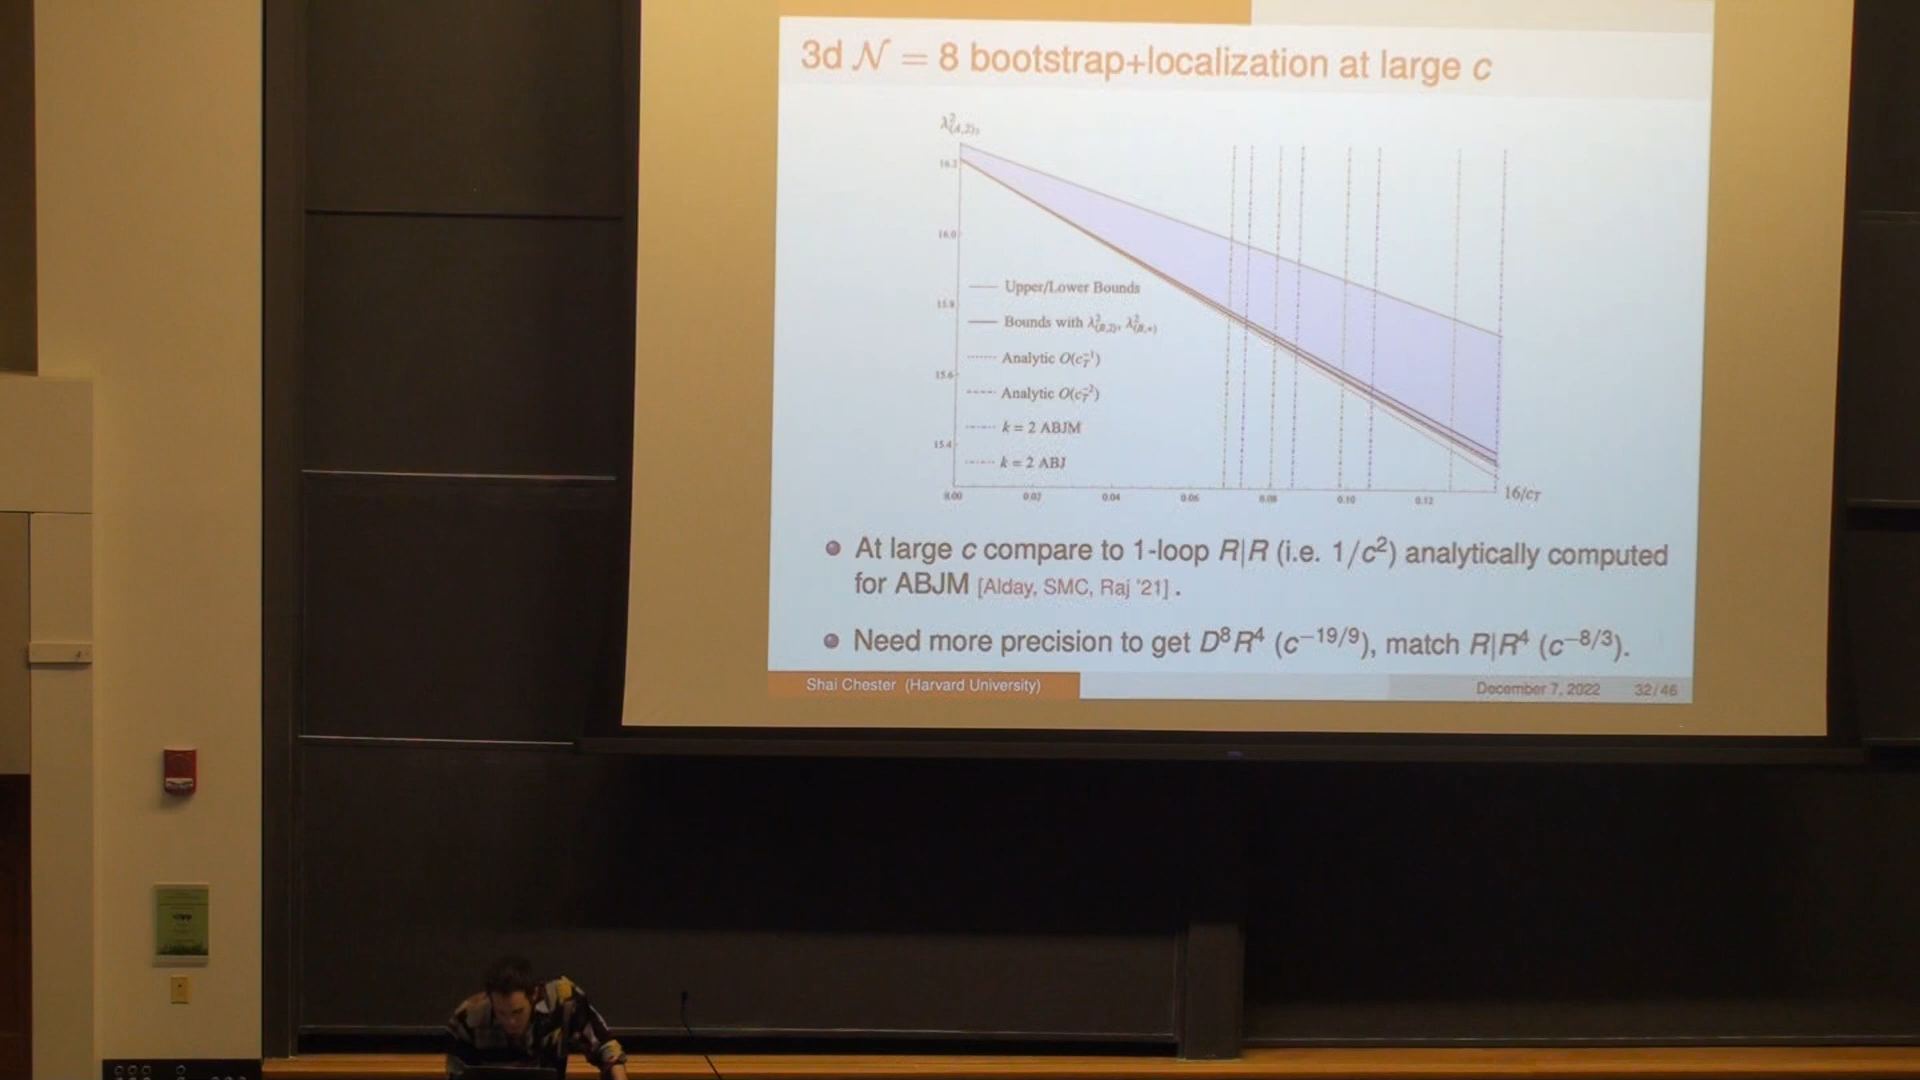 3d 𝒩 = 8 bootstrap+localization at large c
λ²(A,2)₃
16.2
16.0
15.8
15.6
15.4
Upper/Lower Bounds
Bounds with λ²(B,2), λ²(B,+)
Analytic O(c_T⁻¹)
Analytic O(c_T⁻²)
k = 2 ABJM
k = 2 ABJ
0.00 0.02 0.04 0.06 0.08 0.10 0.12 16/c_T
At large c compare to 1-loop R|R (i.e. 1/c²) analytically computed
for ABJM [Alday, SMC, Raj '21] .
Need more precision to get D⁸R⁴ (c⁻¹⁹ᐟ⁹), match R|R⁴ (c⁻⁸ᐟ³).
Shai Chester (Harvard University) December 7, 2022 32/46